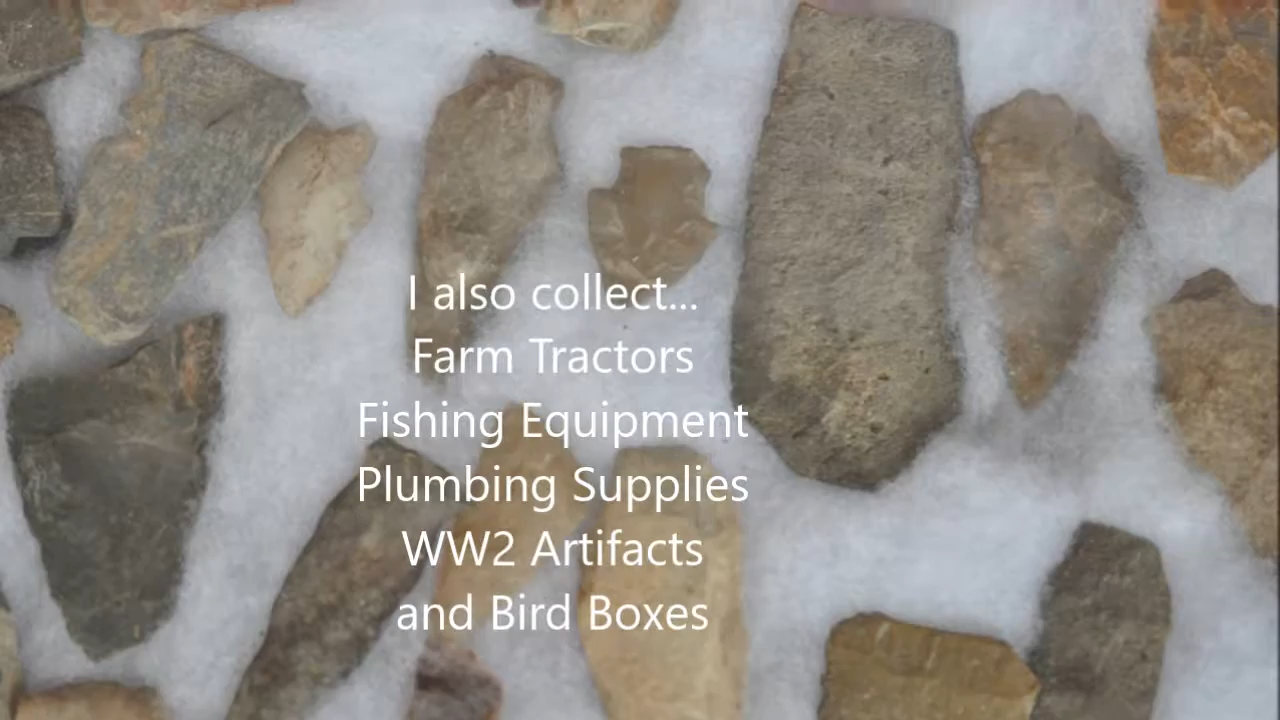 I also collect...
Farm Tractors
Fishing Equipment
Plumbing Supplies
WW2 Artifacts
and Bird Boxes